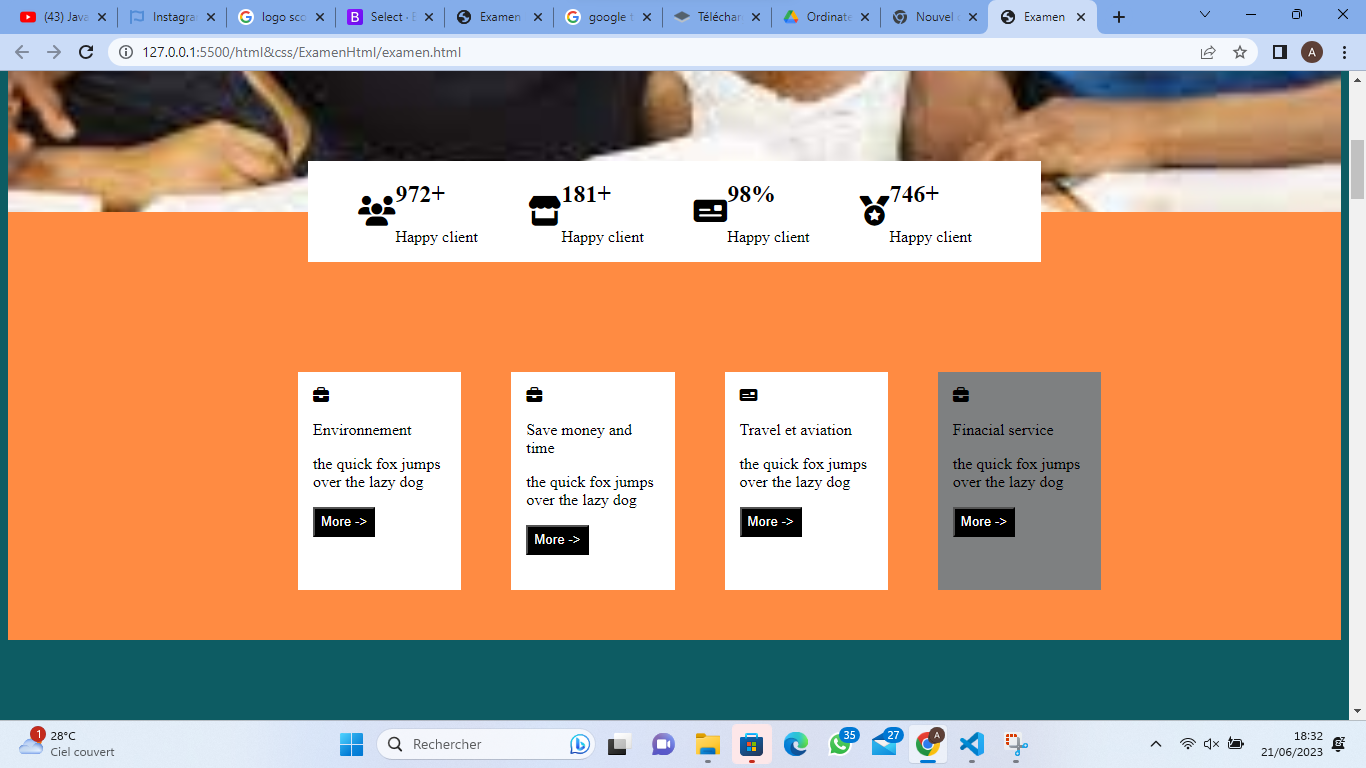 (43) Java
Instagra
logo sco
Select · B
Examen
google t
Téléchar
Ordinate
Nouvel o
Examen
127.0.0.1:5500/html&css/ExamenHtml/examen.html
A
972+
181+
98%
746+
Happy client
Happy client
Happy client
Happy client
Environnement
the quick fox jumps
over the lazy dog
More ->
Save money and
time
the quick fox jumps
over the lazy dog
More ->
Travel et aviation
the quick fox jumps
over the lazy dog
More ->
Finacial service
the quick fox jumps
over the lazy dog
More ->
1
28°C
Ciel couvert
Rechercher
35
27
A
18:32
21/06/2023